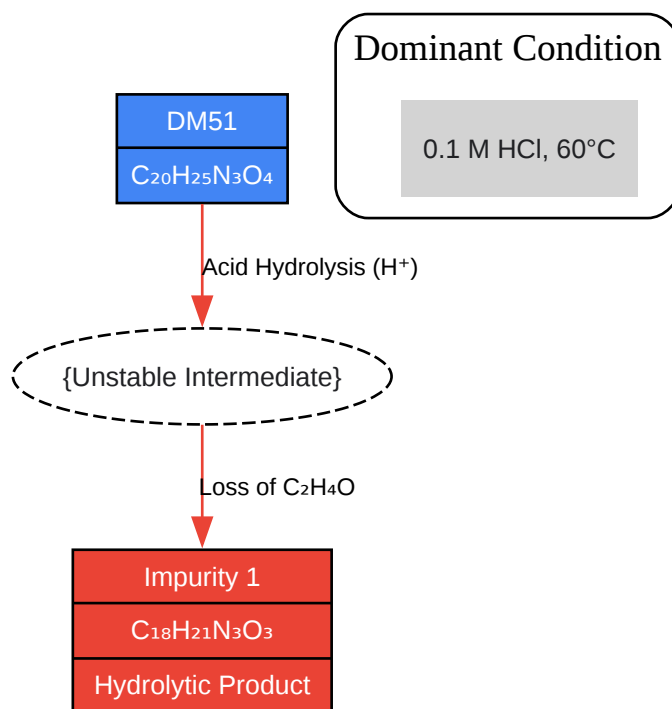 Dominant Condition
0.1 M HCl, 60°C
DM51
C₂₀H₂₅N₃O₄
Acid Hydrolysis (H⁺)
{Unstable Intermediate}
Loss of C₂H₄O
Impurity 1
C₁₈H₂₁N₃O₃
Hydrolytic Product